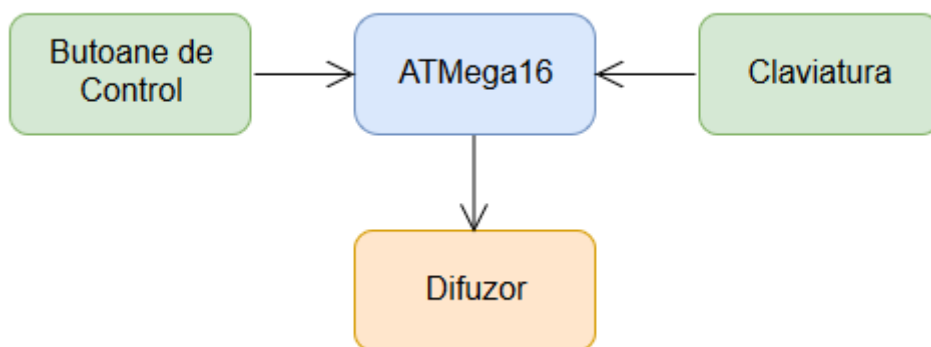 Butoane de
Control
ATMega16
Claviatura
Difuzor